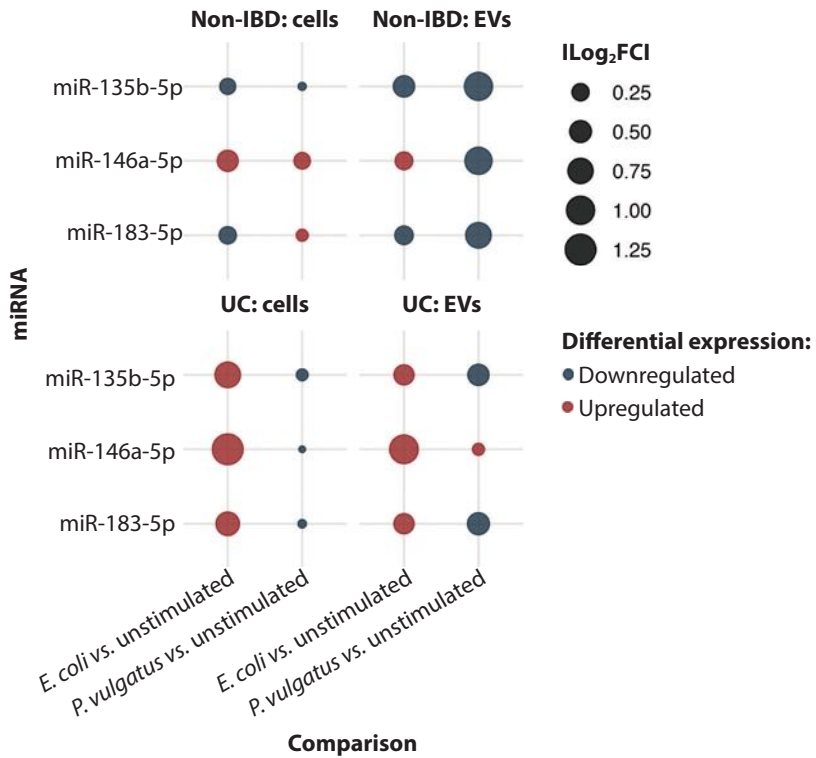 Non-IBD: cells
Non-IBD: EVs
miR-135b-5p
miR-146a-5p
miR-183-5p
UC: cells
UC: EVs
miR-135b-5p
miR-146a-5p
miR-183-5p
miRNA
E. coli vs. unstimulated
P. vulgatus vs. unstimulated
E. coli vs. unstimulated
P. vulgatus vs. unstimulated
Comparison
ILog₂FCI
0.25
0.50
0.75
1.00
1.25
Differential expression:
Downregulated
Upregulated